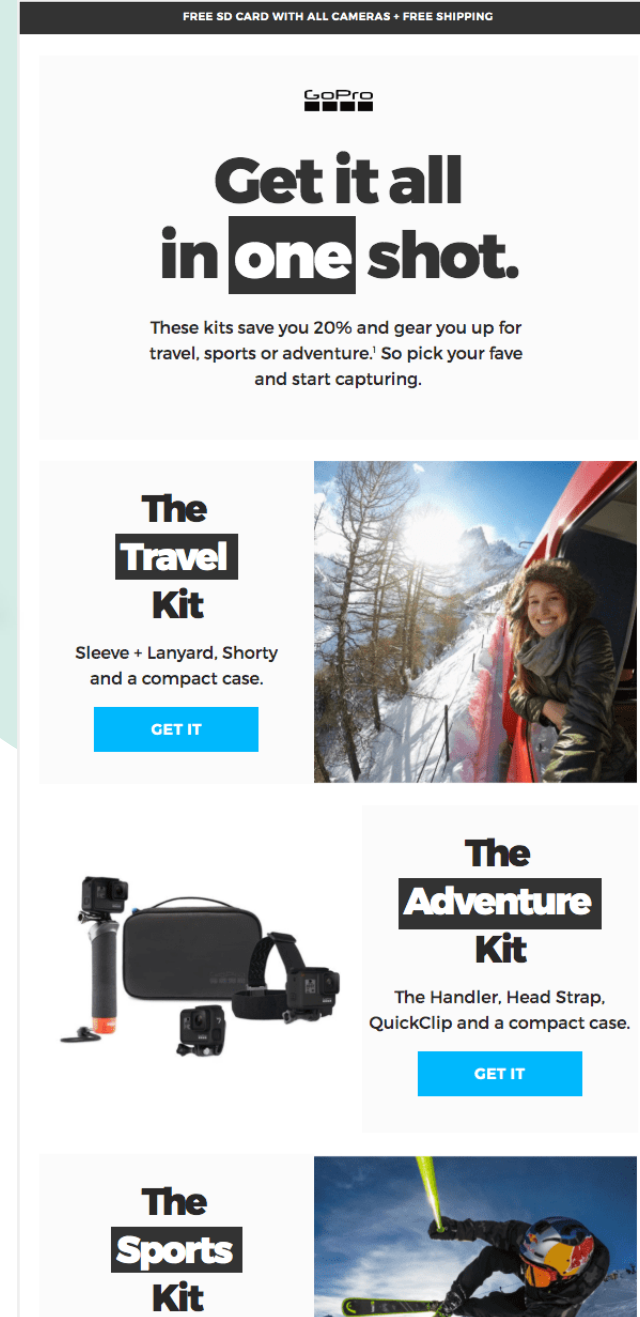 FREE SD CARD WITH ALL CAMERAS + FREE SHIPPING
GoPro
Get it all
in one shot.
These kits save you 20% and gear you up for
travel, sports or adventure.¹ So pick your fave
and start capturing.
The
Travel
Kit
Sleeve + Lanyard, Shorty
and a compact case.
GET IT
GoPro
The
Adventure
Kit
The Handler, Head Strap,
QuickClip and a compact case.
GET IT
The
Sports
Kit